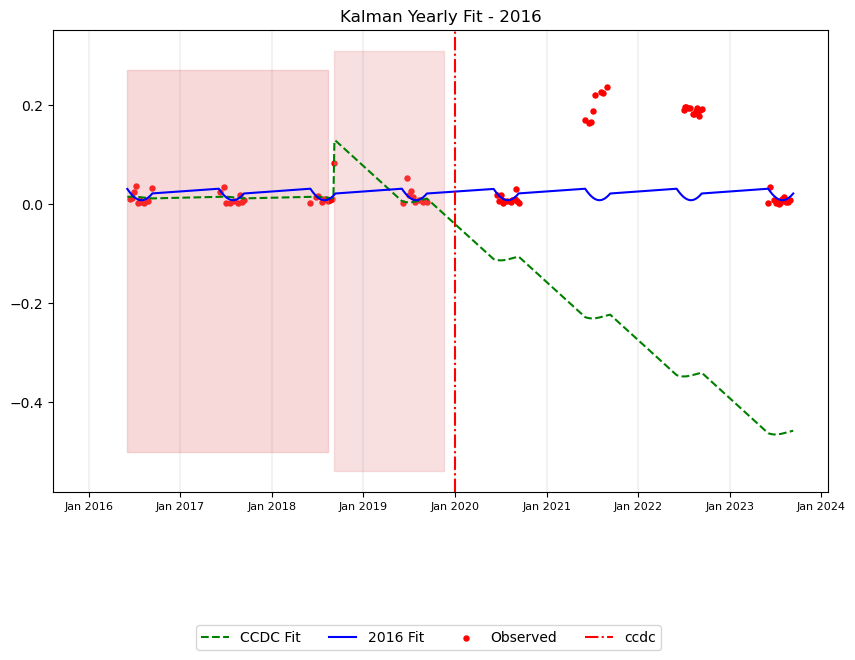 Kalman Yearly Fit - 2016
0.2
0.0
−0.2
−0.4
Jan 2016 Jan 2017 Jan 2018 Jan 2019 Jan 2020 Jan 2021 Jan 2022 Jan 2023 Jan 2024
CCDC Fit 2016 Fit Observed ccdc